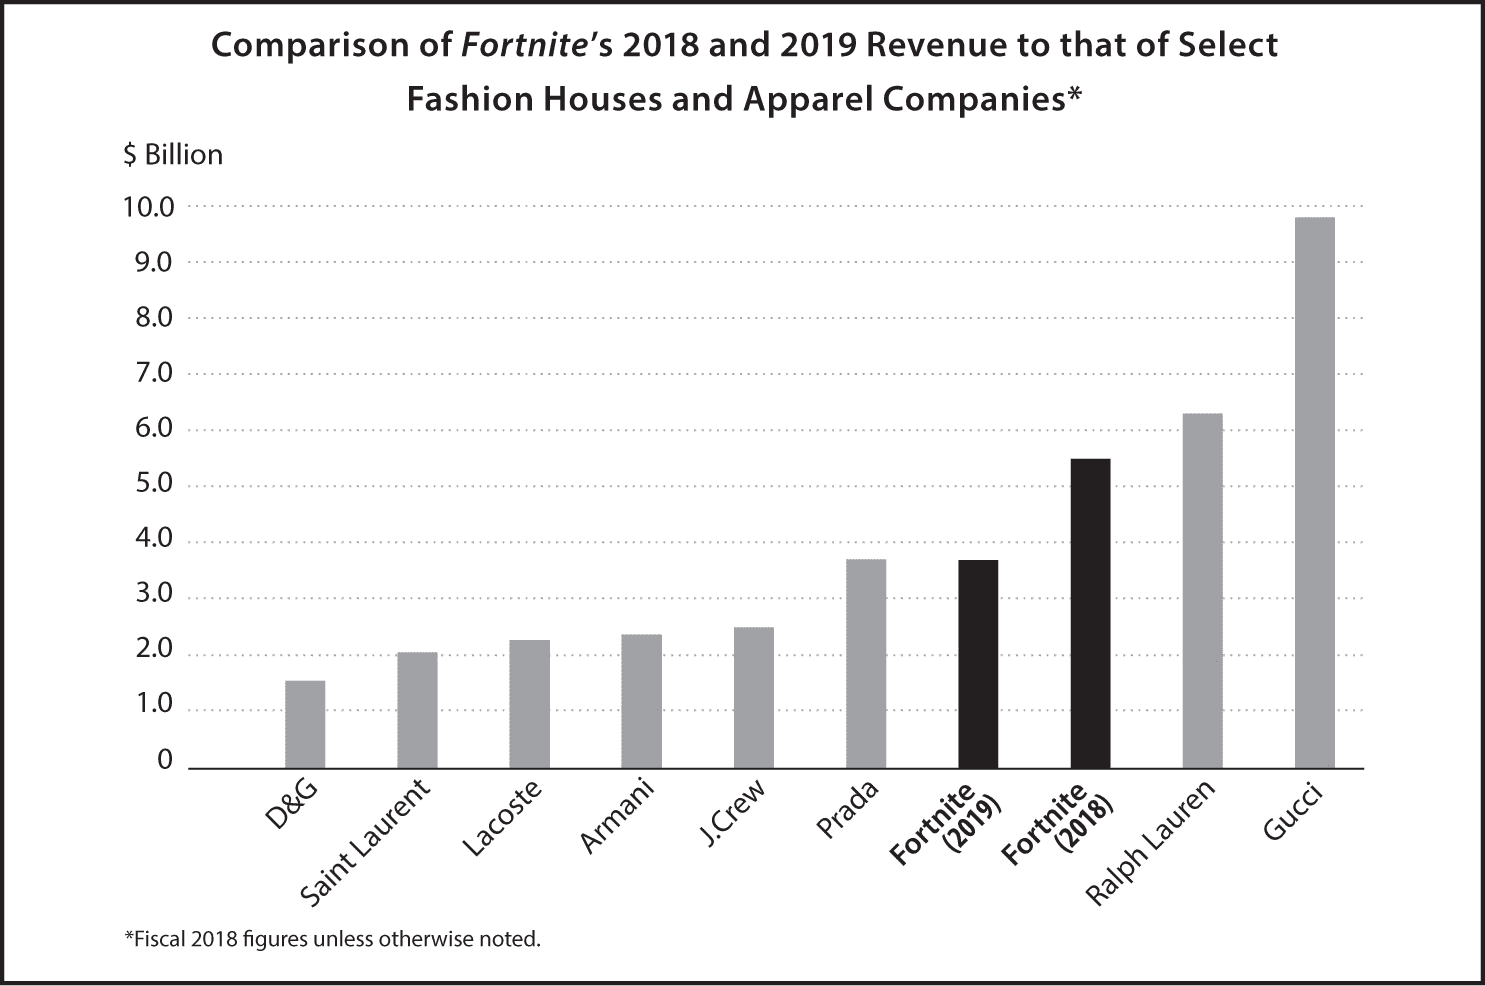 Comparison of Fortnite's 2018 and 2019 Revenue to that of Select
Fashion Houses and Apparel Companies*
$ Billion
10.0
9.0
8.0
7.0
6.0
5.0
4.0
3.0
2.0
1.0
0
D&G
Saint Laurent
Lacoste
Armani
J.Crew
Prada
Fortnite
(2019)
Fortnite
(2018)
Ralph Lauren
Gucci
*Fiscal 2018 figures unless otherwise noted.